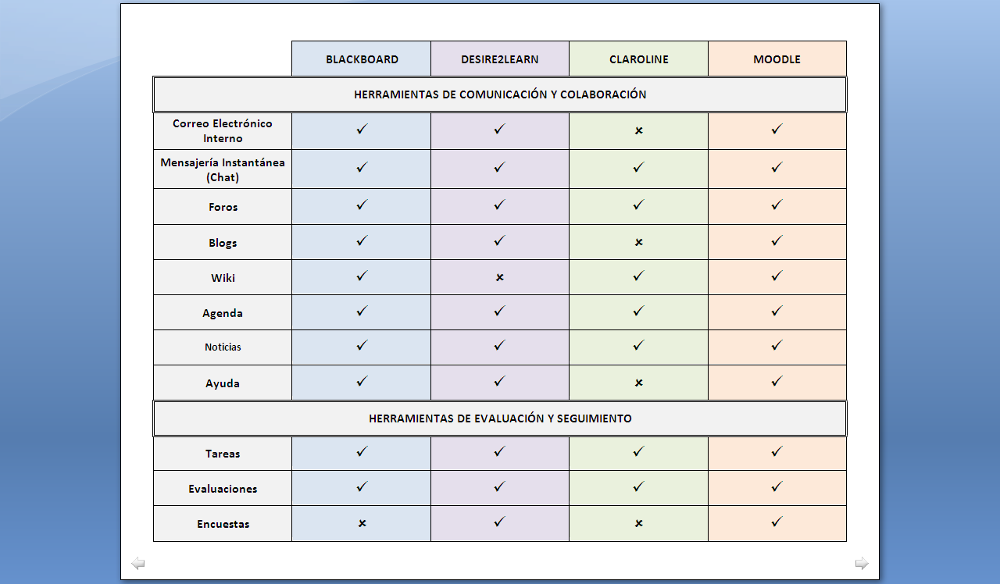 BLACKBOARD DESIRE2LEARN CLAROLINE MOODLE
HERRAMIENTAS DE COMUNICACIÓN Y COLABORACIÓN
Correo Electrónico
Interno ✓ ✓ ✗ ✓
Mensajería Instantánea
(Chat) ✓ ✓ ✓ ✓
Foros ✓ ✓ ✓ ✓
Blogs ✓ ✓ ✗ ✓
Wiki ✓ ✗ ✓ ✓
Agenda ✓ ✓ ✓ ✓
Noticias ✓ ✓ ✓ ✓
Ayuda ✓ ✓ ✗ ✓
HERRAMIENTAS DE EVALUACIÓN Y SEGUIMIENTO
Tareas ✓ ✓ ✓ ✓
Evaluaciones ✓ ✓ ✓ ✓
Encuestas ✗ ✓ ✗ ✓